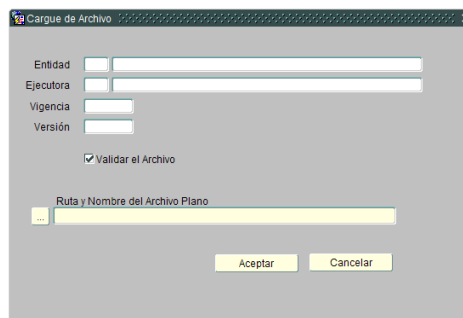 Cargue de Archivo
Entidad
Ejecutora
Vigencia
Versión
Validar el Archivo
Ruta y Nombre del Archivo Plano
...
Aceptar Cancelar